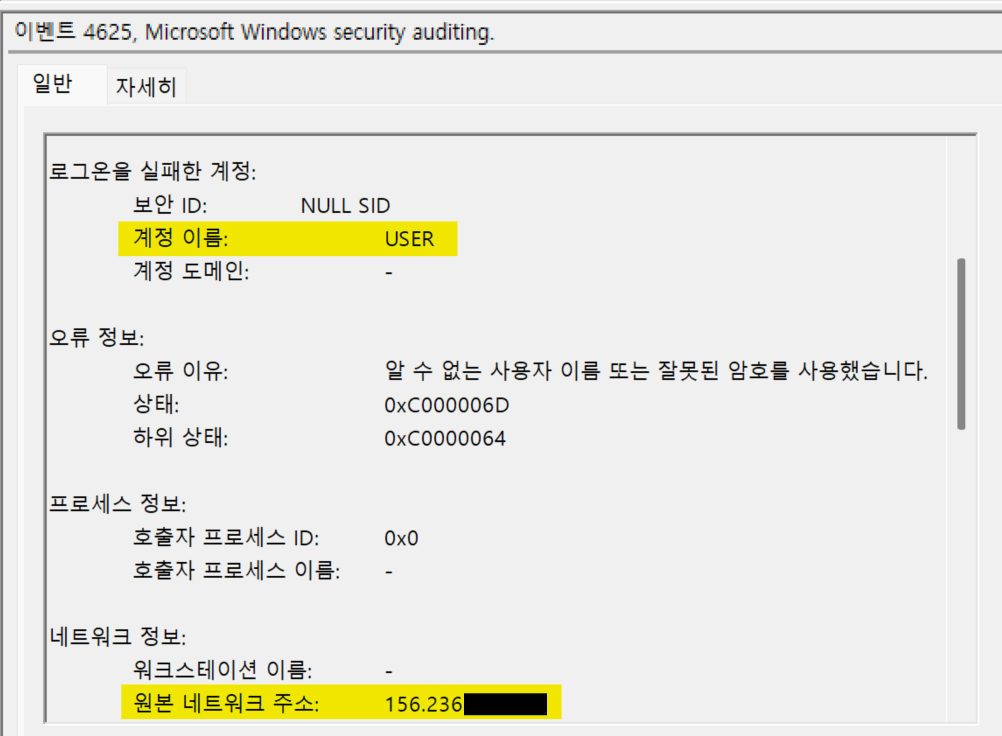 이벤트 4625, Microsoft Windows security auditing.
일반 자세히
로그온을 실패한 계정:
보안 ID: NULL SID
계정 이름: USER
계정 도메인: -
오류 정보:
오류 이유: 알 수 없는 사용자 이름 또는 잘못된 암호를 사용했습니다.
상태: 0xC000006D
하위 상태: 0xC0000064
프로세스 정보:
호출자 프로세스 ID: 0x0
호출자 프로세스 이름: -
네트워크 정보:
워크스테이션 이름: -
원본 네트워크 주소: 156.236